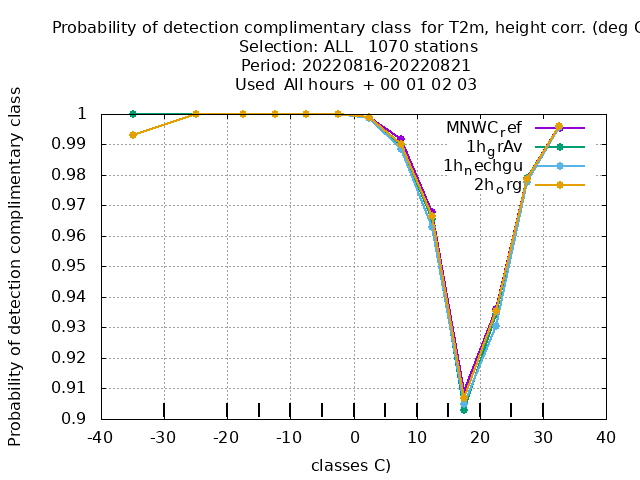 Probability of detection complimentary class for T2m, height corr. (deg C
Selection: ALL 1070 stations
Period: 20220816-20220821
Used All hours + 00 01 02 03
Probability of detection complimentary class
1
0.99
0.98
0.97
0.96
0.95
0.94
0.93
0.92
0.91
0.9
MNWC_ref
1h_grAv
1h_nechgu
2h_org
-40 -30 -20 -10 0 10 20 30 40
classes C)